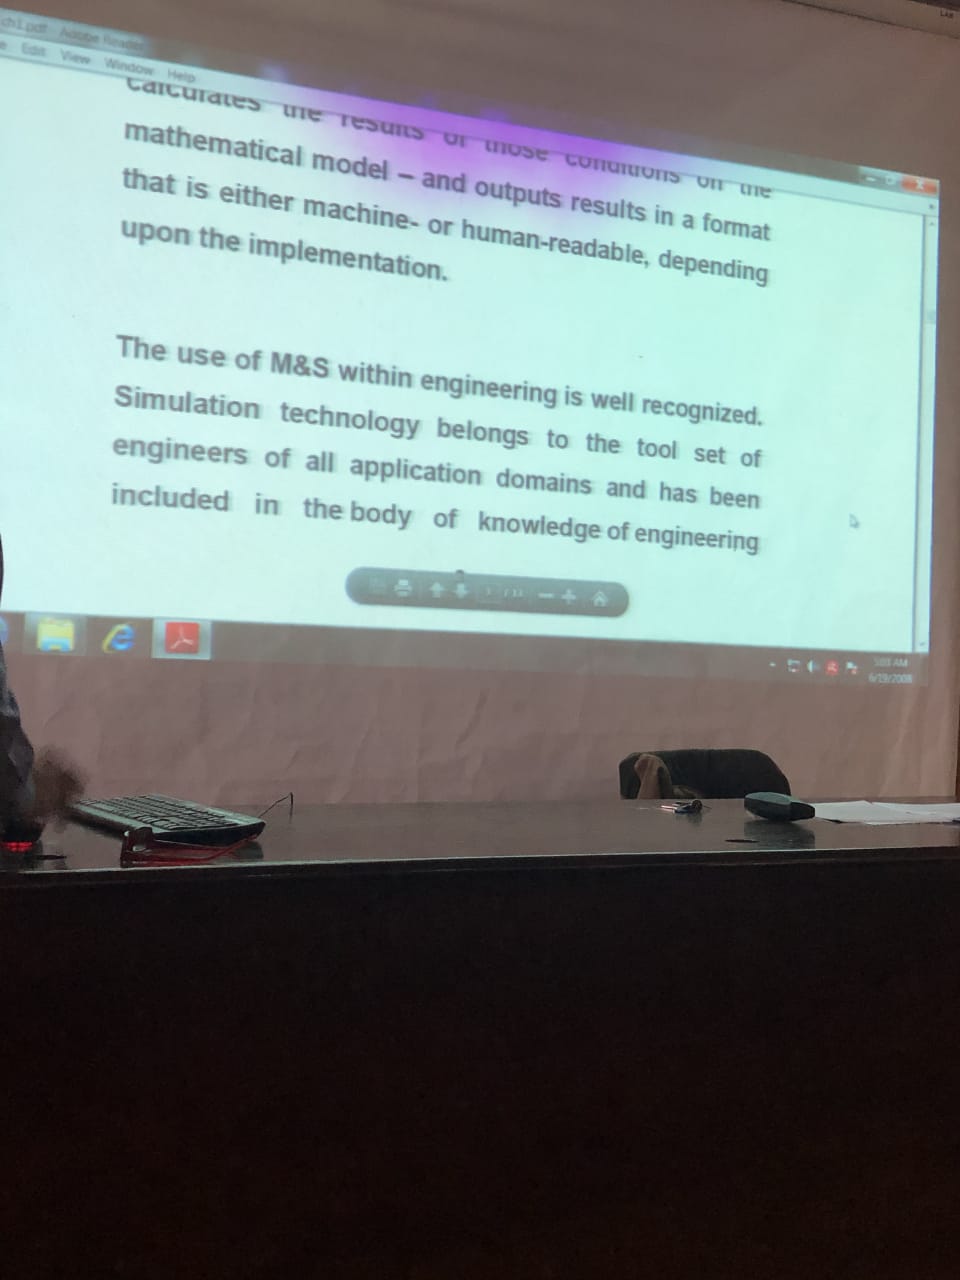 ch1.pdf - Adobe Reader
Edit View Window Help
calculates the results of those conditions on the
mathematical model – and outputs results in a format
that is either machine- or human-readable, depending
upon the implementation.
The use of M&S within engineering is well recognized.
Simulation technology belongs to the tool set of
engineers of all application domains and has been
included in the body of knowledge of engineering
5:03 AM
6/19/2008